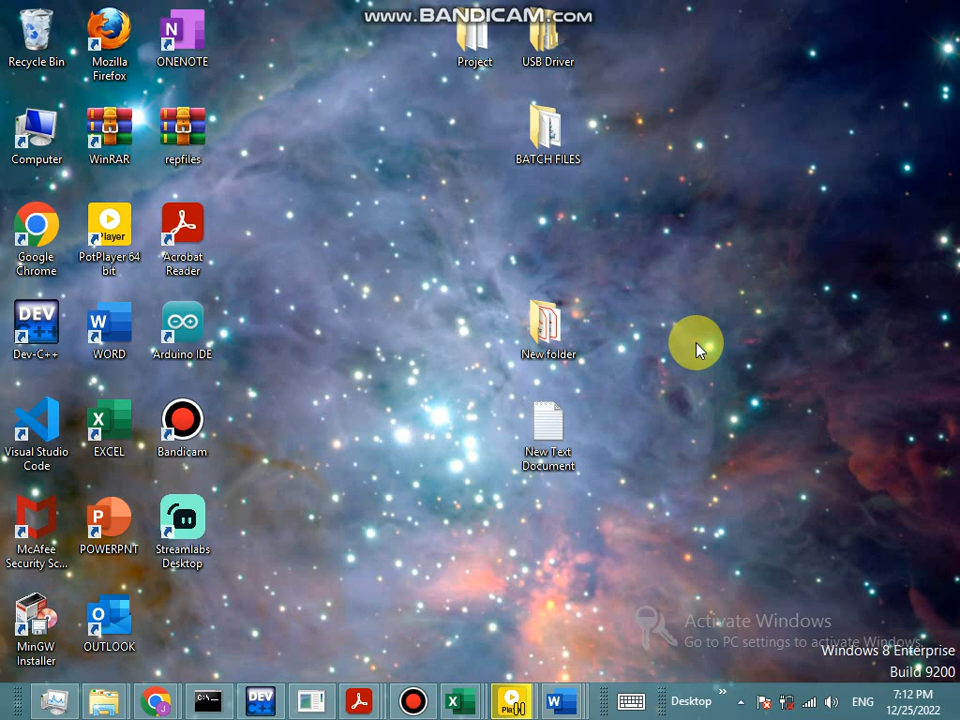 www.BANDICAM.com
Recycle Bin
Mozilla
Firefox
ONENOTE
Project
USB Driver
Computer
WinRAR
repfiles
BATCH FILES
Google
Chrome
Player
PotPlayer 64
bit
Acrobat
Reader
DEV
C++
Dev-C++
W
WORD
Arduino IDE
New folder
Visual Studio
Code
X
EXCEL
Bandicam
New Text
Document
McAfee
Security Sc...
P
POWERPNT
Streamlabs
Desktop
MinGW
Installer
O
OUTLOOK
Activate Windows
Go to PC settings to activate Windows.
Windows 8 Enterprise
Build 9200
DEV
C++
X
W
Desktop
ENG
7:12 PM
12/25/2022